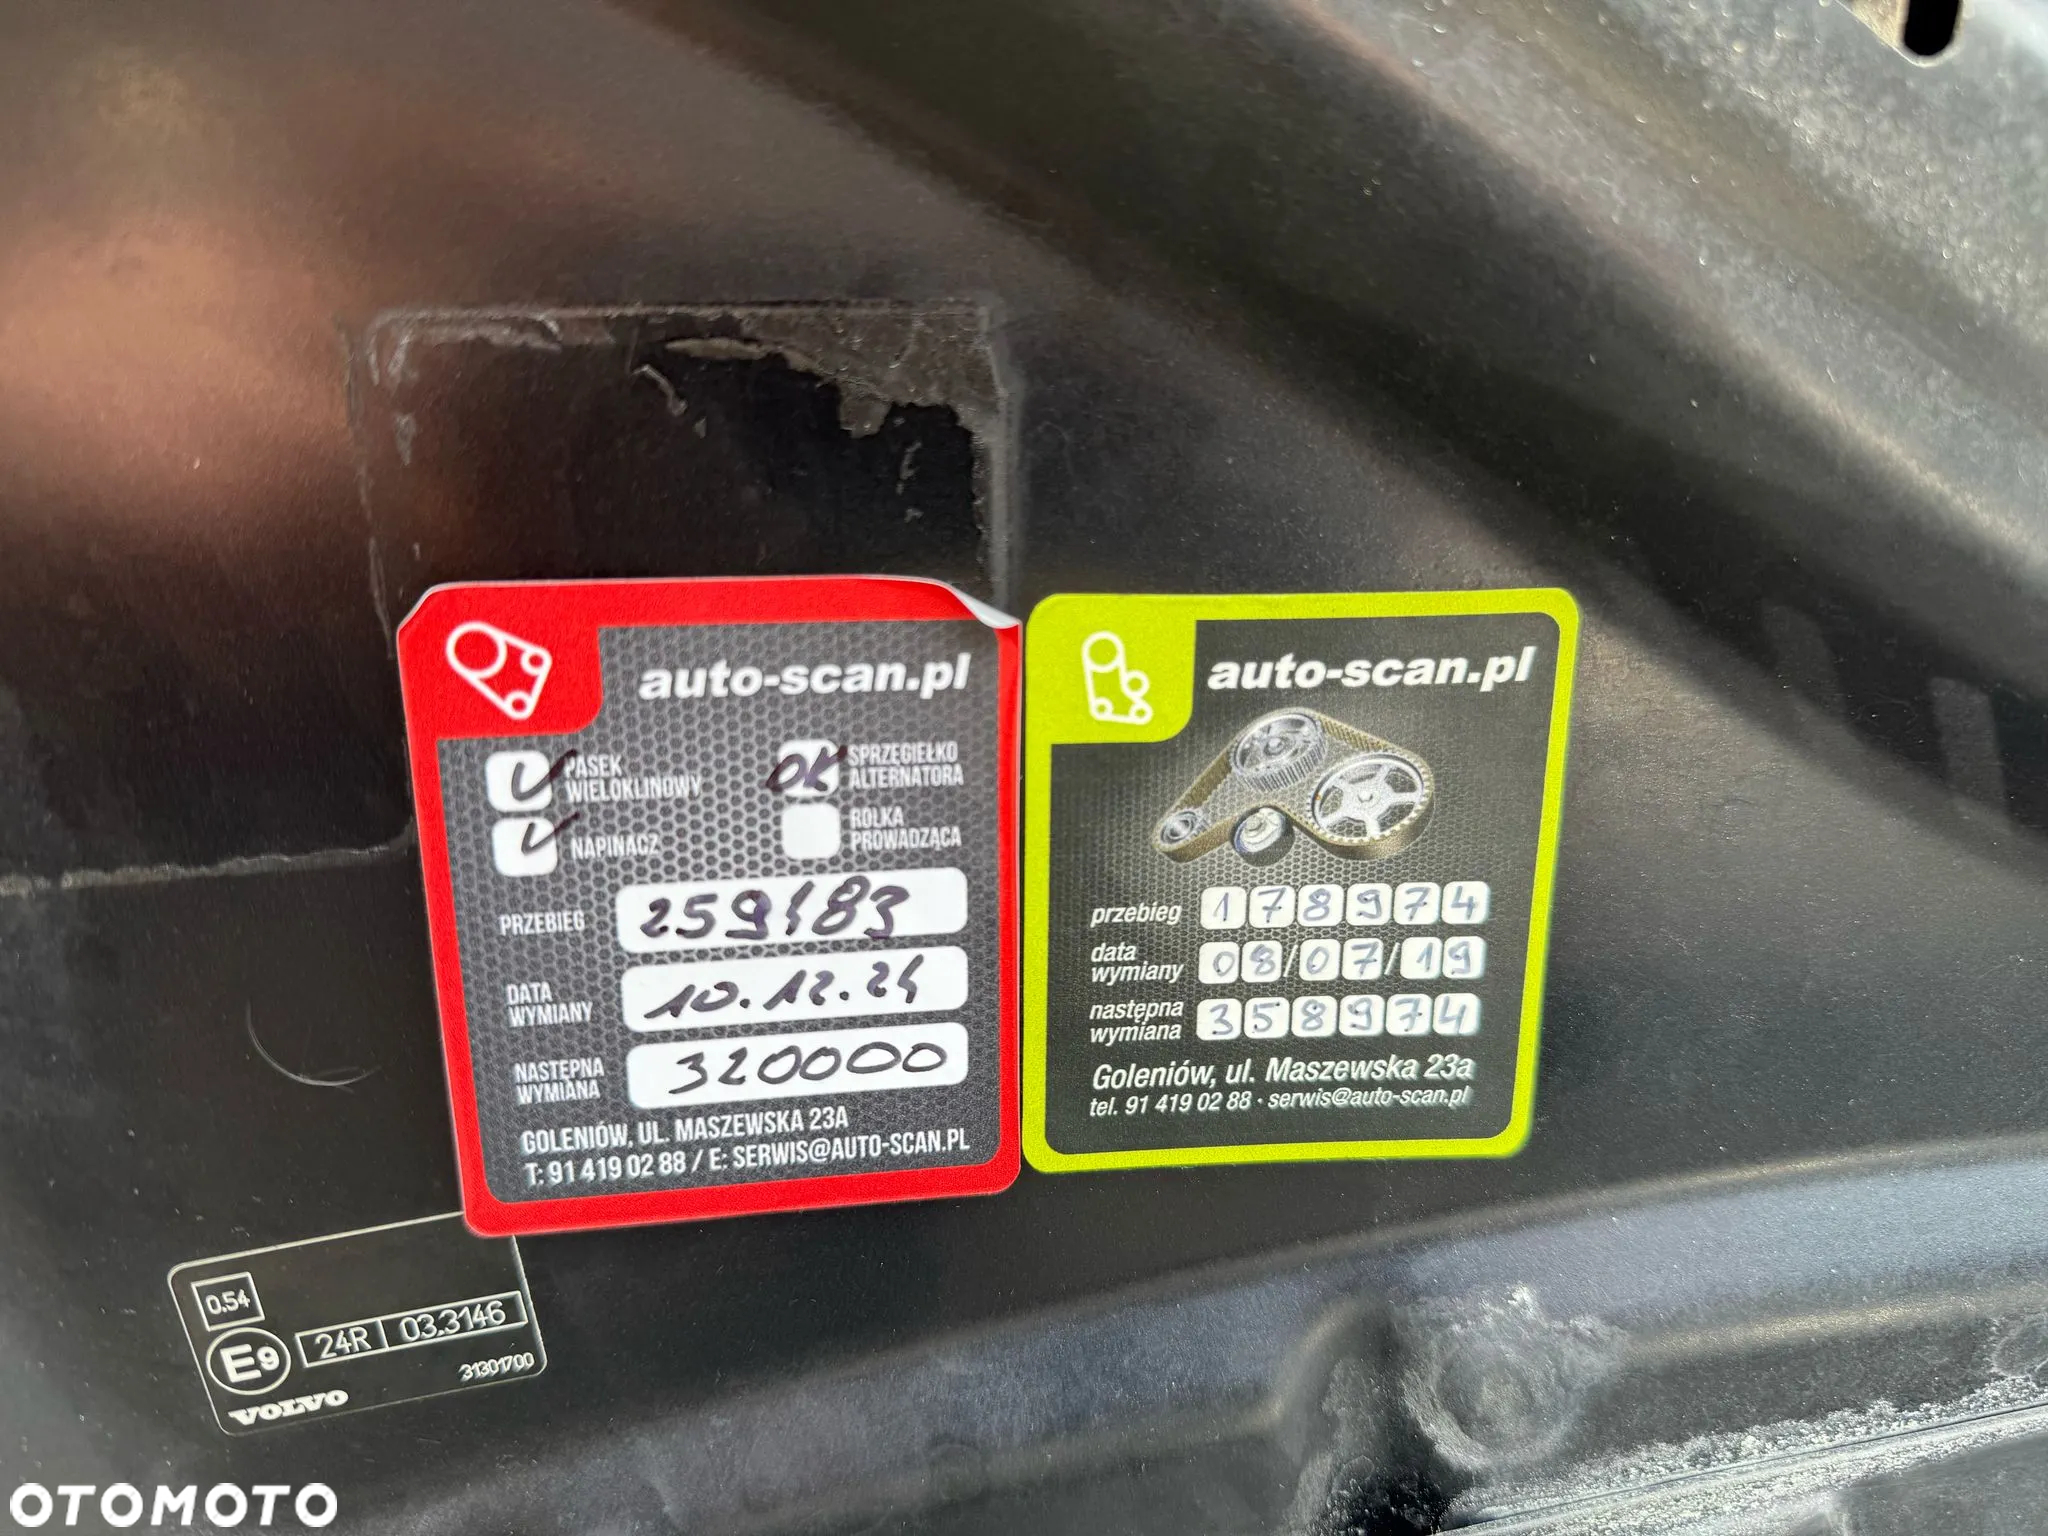 auto-scan.pl
PASEK
WIELOKLINOWY
OK SPRZĘGIEŁKO
ALTERNATORA
NAPINACZ
ROLKA
PROWADZĄCA
PRZEBIEG 259183
DATA
WYMIANY 10.12.24
NASTĘPNA
WYMIANA 320000
GOLENIÓW, UL. MASZEWSKA 23A
T: 91 419 02 88 / E: SERWIS@AUTO-SCAN.PL
auto-scan.pl
przebieg 178974
data
wymiany 08/07/19
następna
wymiana 358974
Goleniów, ul. Maszewska 23a
tel. 91 419 02 88 · serwis@auto-scan.pl
0.54
E9 24R 03.3146
31301700
VOLVO
OTOMOTO